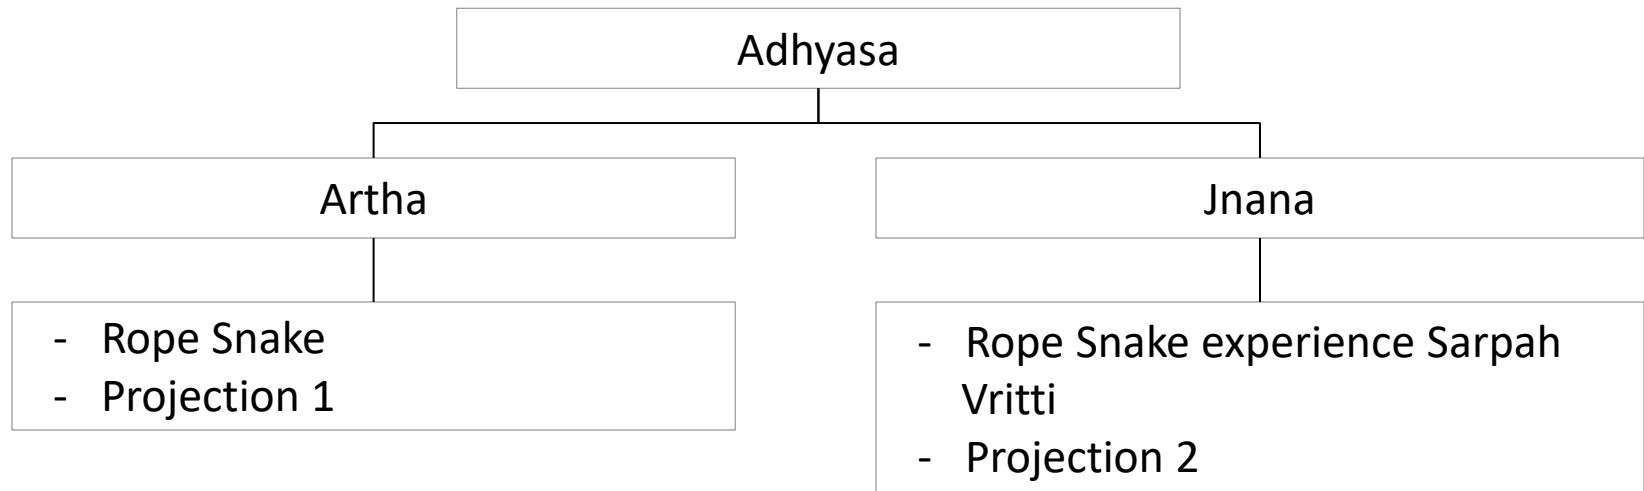 Adhyasa
Artha
Jnana
- Rope Snake
- Projection 1
- Rope Snake experience Sarpah
Vritti
- Projection 2